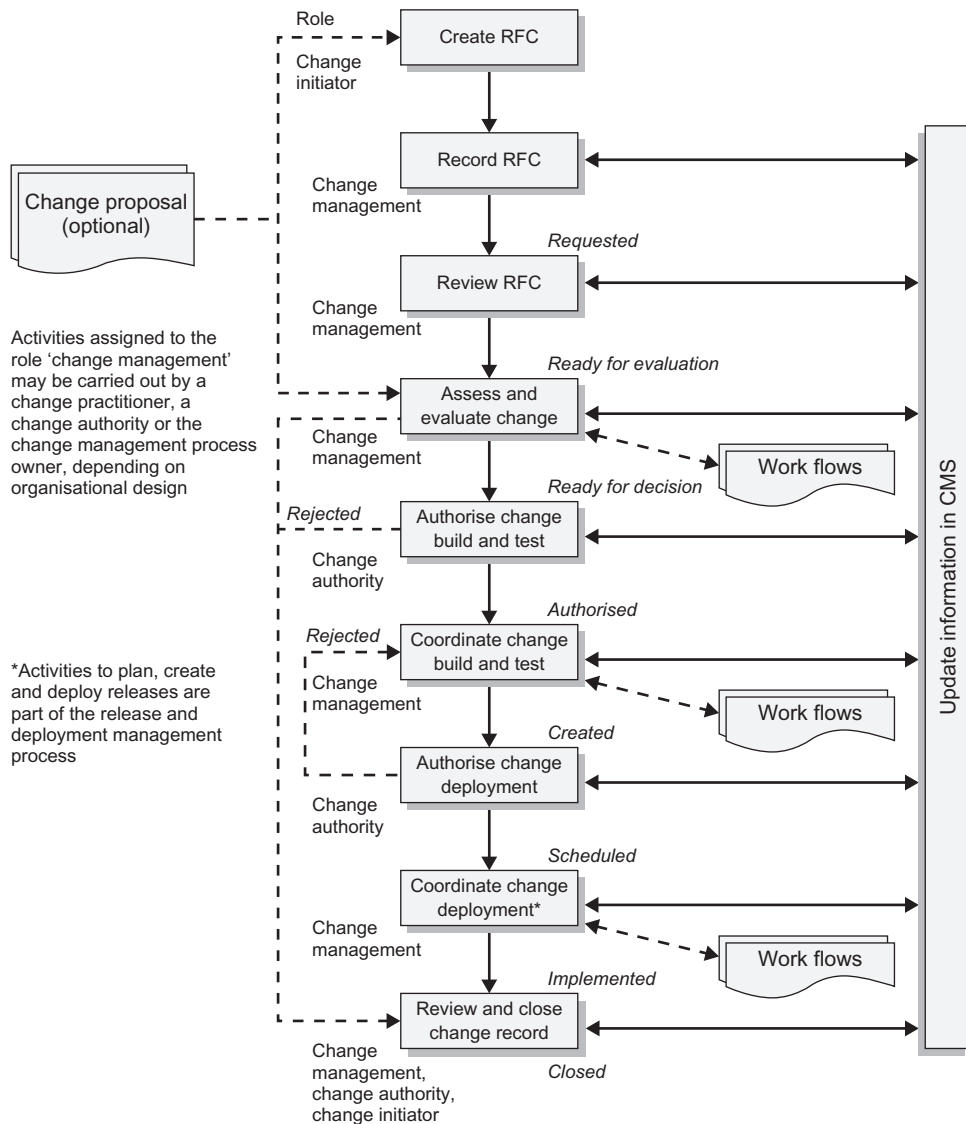 Role
Create RFC
Change
initiator
Record RFC
Change
management
Change proposal
(optional)
Requested
Review RFC
Change
management
Activities assigned to the
role ‘change management’
may be carried out by a
change practitioner, a
change authority or the
change management process
owner, depending on
organisational design
Ready for evaluation
Assess and
evaluate change
Change
management
Work flows
Ready for decision
Rejected
Authorise change
build and test
Change
authority
Authorised
Rejected
Coordinate change
build and test
Change
management
Work flows
*Activities to plan, create
and deploy releases are
part of the release and
deployment management
process
Created
Authorise change
deployment
Change
authority
Scheduled
Coordinate change
deployment*
Change
management
Work flows
Implemented
Review and close
change record
Change
management,
change authority,
change initiator
Closed
Update information in CMS